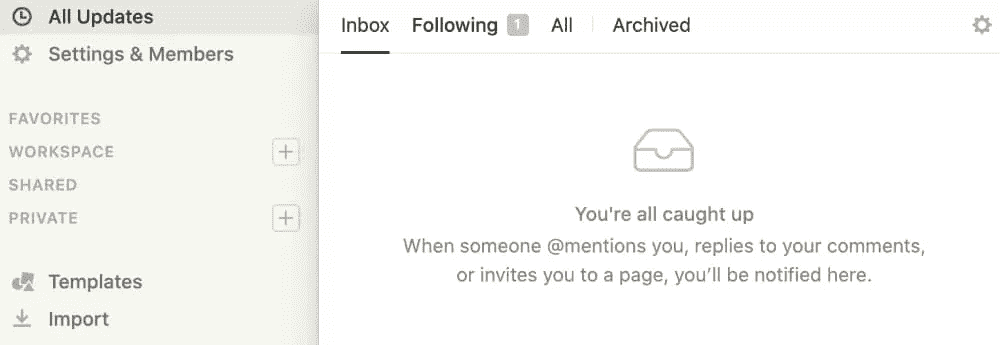 All Updates
Settings & Members
FAVORITES
WORKSPACE
SHARED
PRIVATE
Templates
Import
Inbox Following 1 All Archived
You're all caught up
When someone @mentions you, replies to your comments,
or invites you to a page, you’ll be notified here.